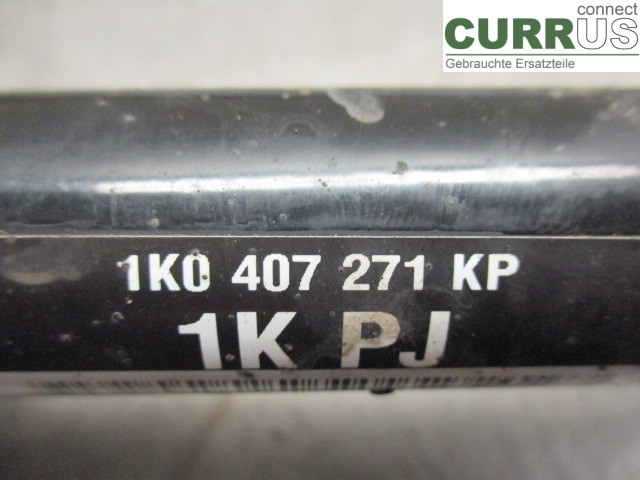 connect
CURRUS
Gebrauchte Ersatzteile
1K0 407 271 KP
1K PJ